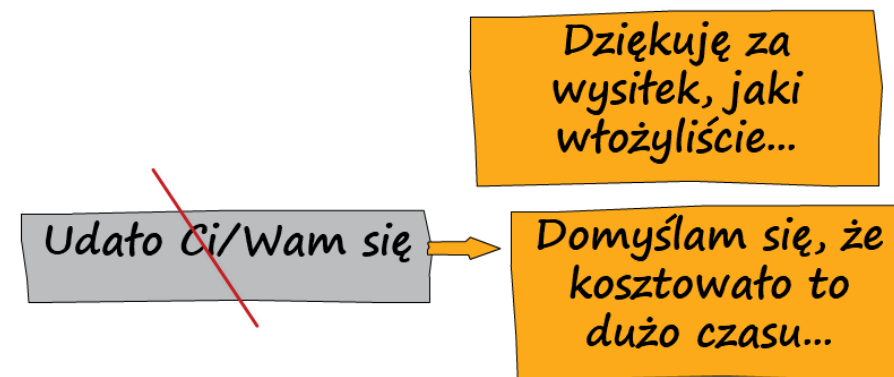 Dziękuję za
wysiłek, jaki
włożyliście...
Udało Ci/Wam się
Domyślam się, że
kosztowało to
dużo czasu...